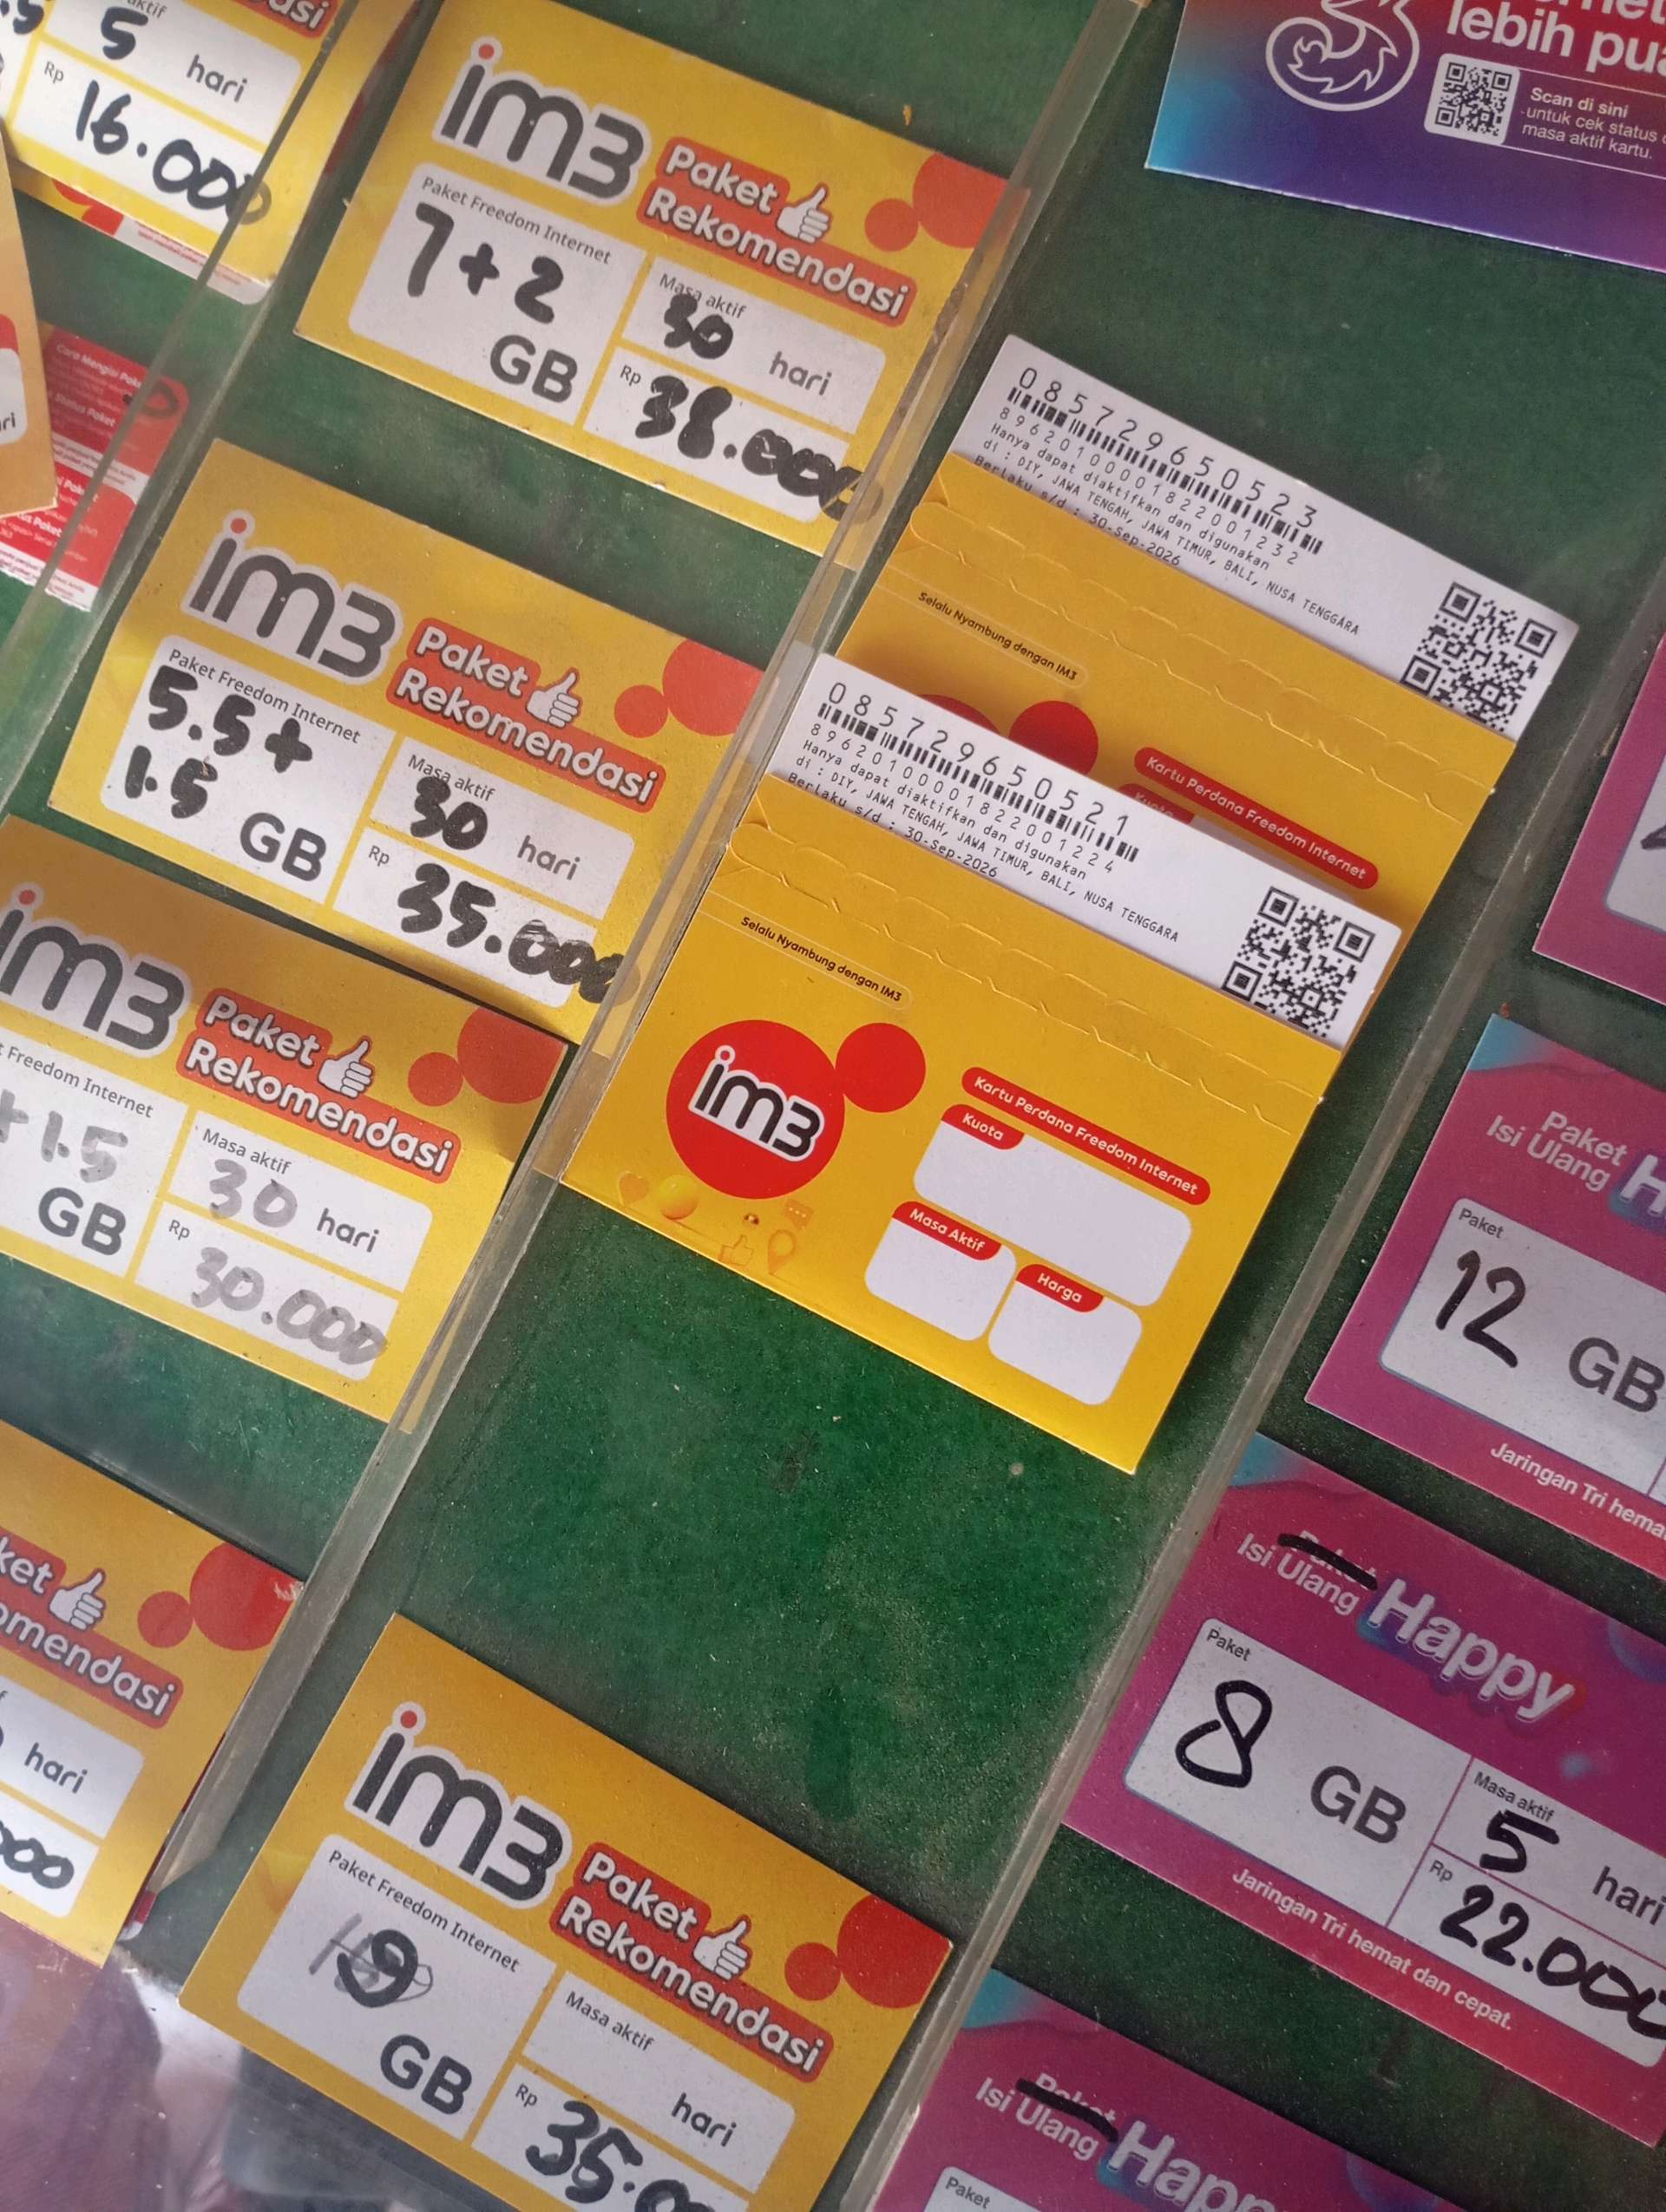 5 hari
Rp 16.000
im3
Paket
Rekomendasi
Paket Freedom Internet
7+2
GB
Masa aktif
30 hari
Rp 38.000
lebih
Scan di sini
untuk cek status
masa aktif kartu.
085729650523
89620100001822001232
Hanya dapat diaktifkan dan digunakan
di : DIY, JAWA TENGAH, JAWA TIMUR, BALI, NUSA TENGGARA
Berlaku s/d : 30-Sep-2026
Selalu Nyambung dengan IM3
Kartu Perdana Freedom Internet
Kuota
im3
Paket
Rekomendasi
Paket Freedom Internet
5.5+
1.5
GB
Masa aktif
30 hari
Rp 35.000
085729650521
89620100001822001224
Hanya dapat diaktifkan dan digunakan
di : DIY, JAWA TENGAH, JAWA TIMUR, BALI, NUSA TENGGARA
Berlaku s/d : 30-Sep-2026
Selalu Nyambung dengan IM3
im3
Kartu Perdana Freedom Internet
Kuota
Masa Aktif
Harga
im3
Paket
Rekomendasi
Freedom Internet
+1.5
GB
Masa aktif
30 hari
Rp 30.000
Paket
Isi Ulang
Paket
12 GB
Jaringan Tri
hari
im3
Paket
Rekomendasi
Paket Freedom Internet
9
GB
Masa aktif
hari
Rp
Isi Ulang
Happy
Paket
8 GB
Masa aktif
5 hari
Rp 22.000
Jaringan Tri hemat dan cepat.
Isi Ulang
Paket